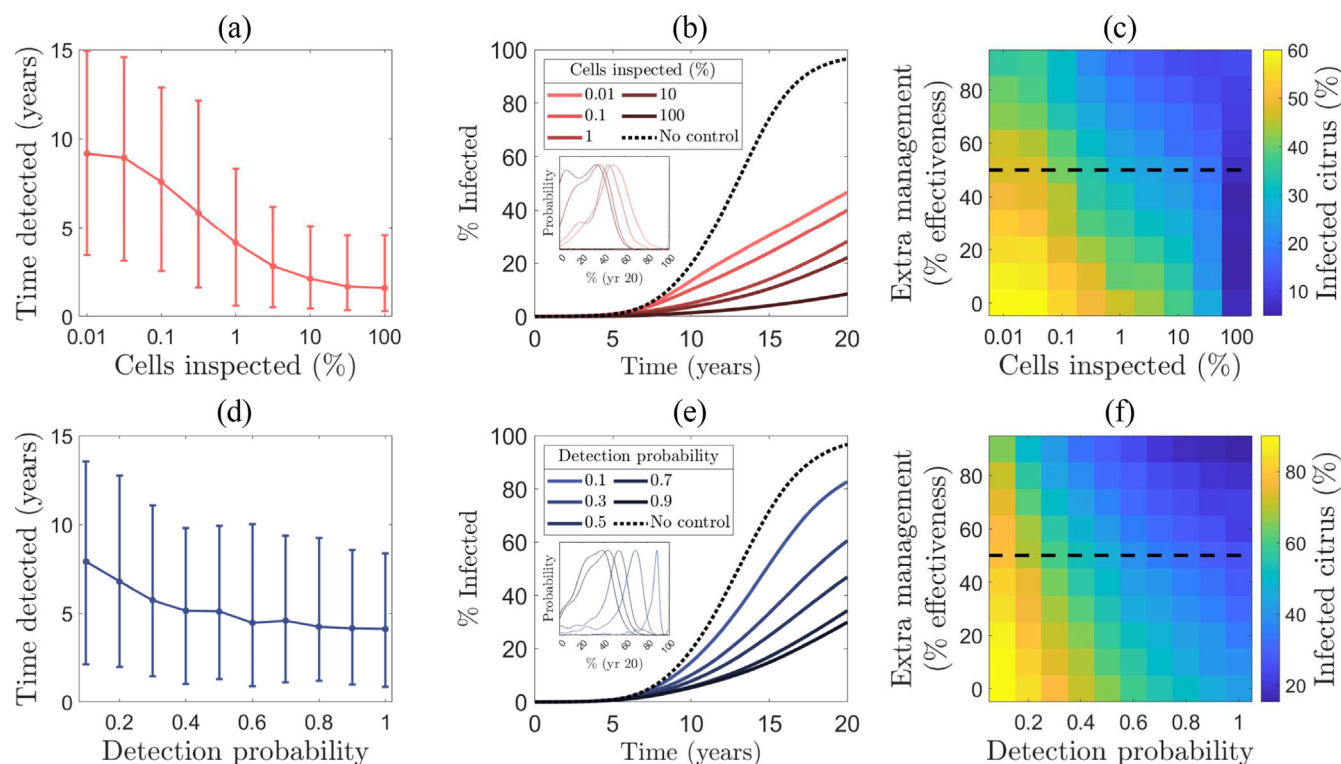 (a)
Time detected (years)
15
10
5
0
0.01 0.1 1 10 100
Cells inspected (%)
(b)
% Infected
100
80
60
40
20
0
Cells inspected (%)
0.01 10
0.1 100
1 No control
Probability
0 20 40 60 80 100
% (yr 20)
0 5 10 15 20
Time (years)
(c)
Extra management
(% effectiveness)
80
60
40
20
0
0.01 0.1 1 10 100
Cells inspected (%)
60
50
40
30
20
10
Infected citrus (%)
(d)
Time detected (years)
15
10
5
0
0.2 0.4 0.6 0.8 1
Detection probability
(e)
% Infected
100
80
60
40
20
0
Detection probability
0.1 0.7
0.3 0.9
0.5 No control
Probability
0 20 40 60 80 100
% (yr 20)
0 5 10 15 20
Time (years)
(f)
Extra management
(% effectiveness)
80
60
40
20
0
0.2 0.4 0.6 0.8 1
Detection probability
80
60
40
20
Infected citrus (%)